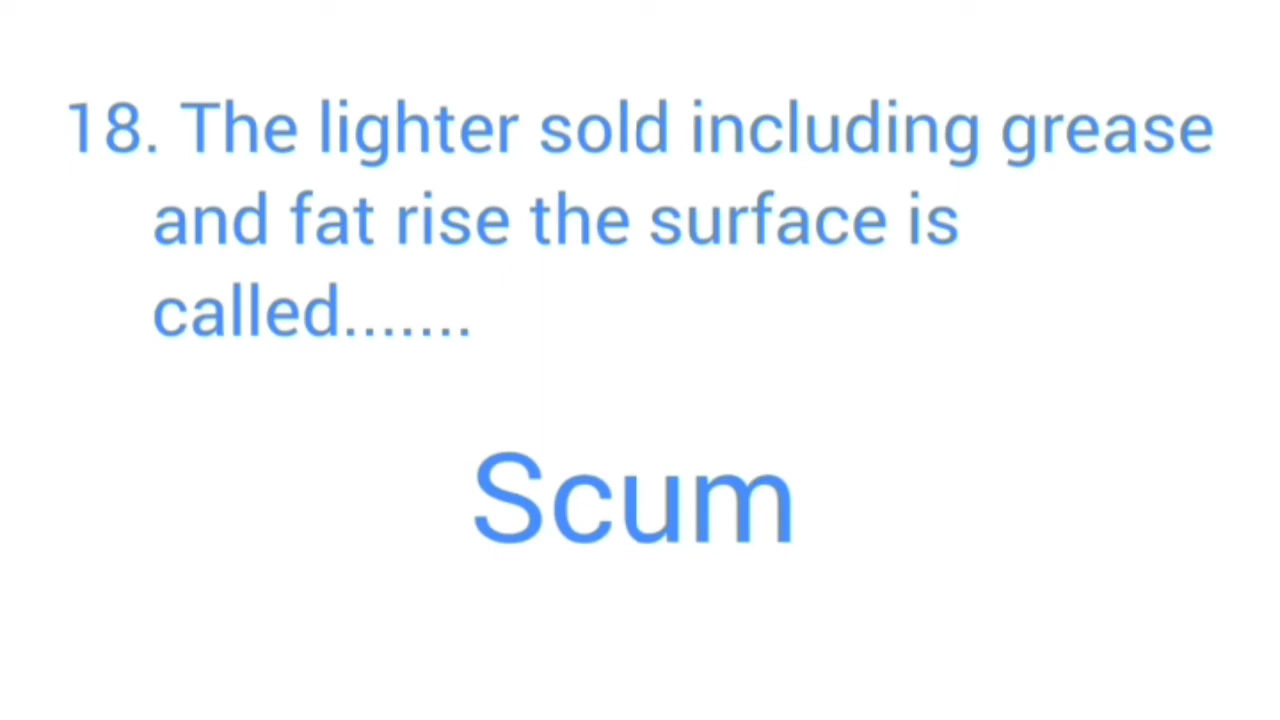 18. The lighter sold including grease
and fat rise the surface is
called.......
Scum